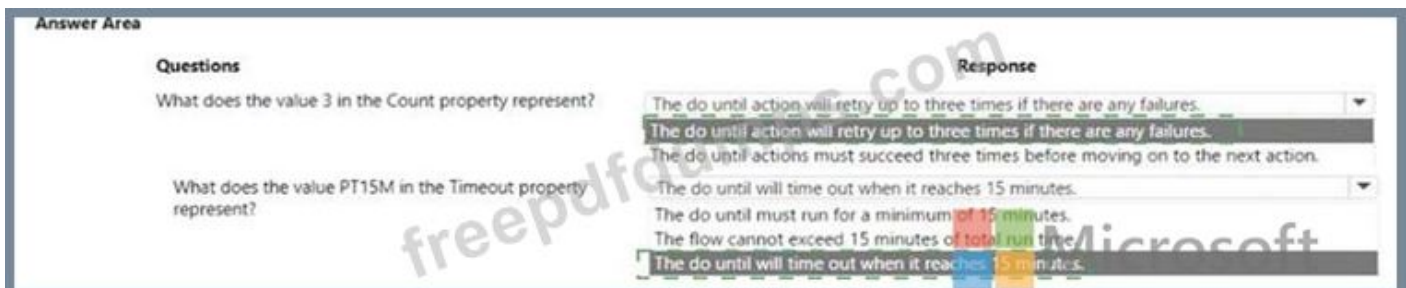 Answer Area
Questions Response
What does the value 3 in the Count property represent? The do until action will retry up to three times if there are any failures.
The do until action will retry up to three times if there are any failures.
The do until actions must succeed three times before moving on to the next action.
What does the value PT15M in the Timeout property The do until will time out when it reaches 15 minutes.
represent?
The do until must run for a minimum of 15 minutes.
The flow cannot exceed 15 minutes of total run time.
The do until will time out when it reaches 15 minutes.
freepdfdumps.com
Microsoft